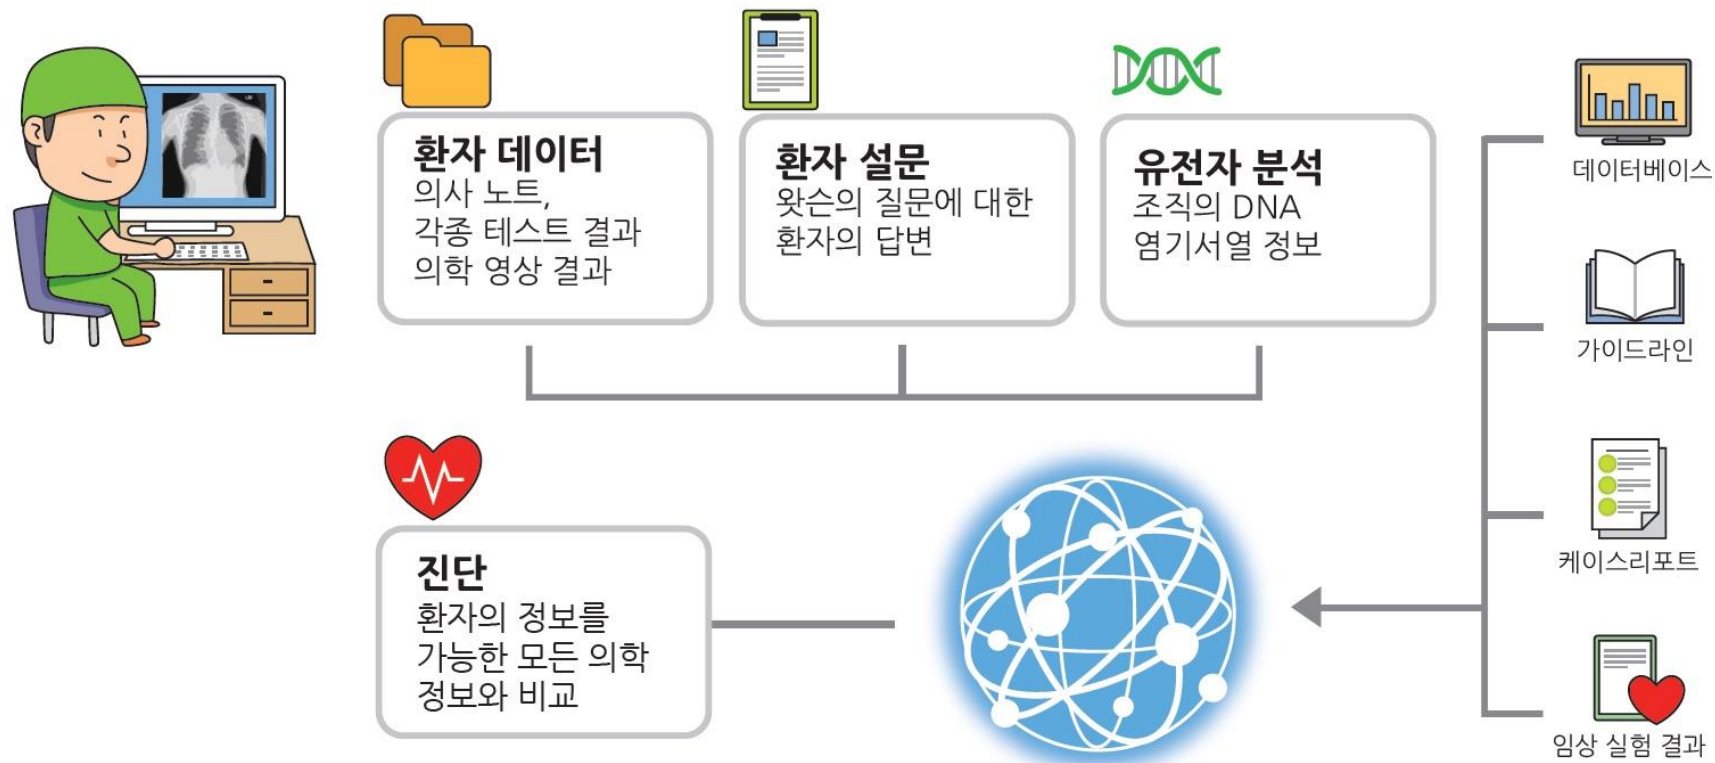 환자 데이터
의사 노트,
각종 테스트 결과
의학 영상 결과
환자 설문
왓슨의 질문에 대한
환자의 답변
유전자 분석
조직의 DNA
염기서열 정보
데이터베이스
가이드라인
케이스리포트
임상 실험 결과
진단
환자의 정보를
가능한 모든 의학
정보와 비교